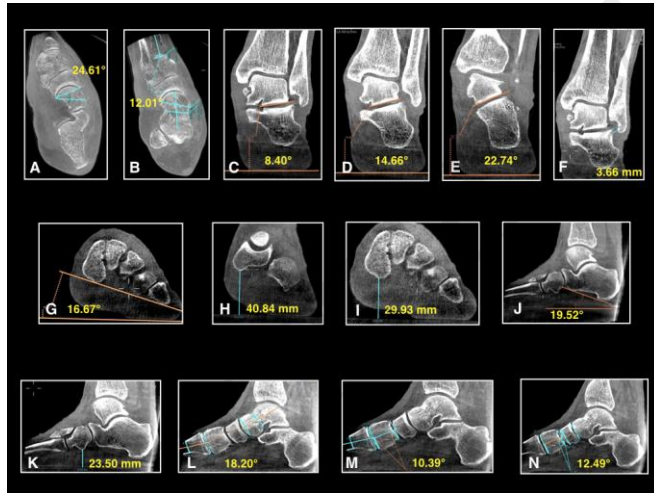 24.61°
A
12.01°
B
8.40°
C
14.66°
D
22.74°
E
3.66 mm
F
16.67°
G
40.84 mm
H
29.93 mm
I
19.52°
J
23.50 mm
K
18.20°
L
10.39°
M
12.49°
N